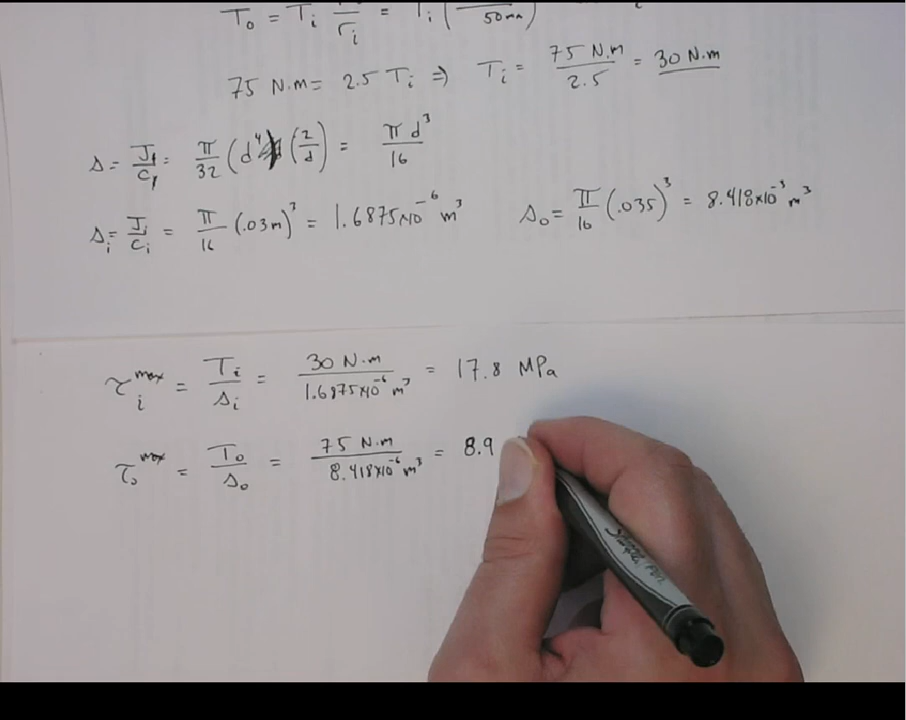 T₀ = Tᵢ / rᵢ = Tᵢ ( / 50mm)
75 N·m = 2.5 Tᵢ ⇒ Tᵢ = 75 N·m / 2.5 = 30 N·m
s = J/c = π/32 (d⁴) (2/d) = πd³/16
sᵢ = Jᵢ/cᵢ = π/16 (.03m)³ = 1.6875×10⁻⁶ m³ s₀ = π/16 (.035)³ = 8.418×10⁻³ m³
τᵢᵐᵃˣ = Tᵢ/sᵢ = 30 N·m / 1.6875×10⁻⁶ m³ = 17.8 MPa
τ₀ᵐᵃˣ = T₀/s₀ = 75 N·m / 8.418×10⁻⁶ m³ = 8.9